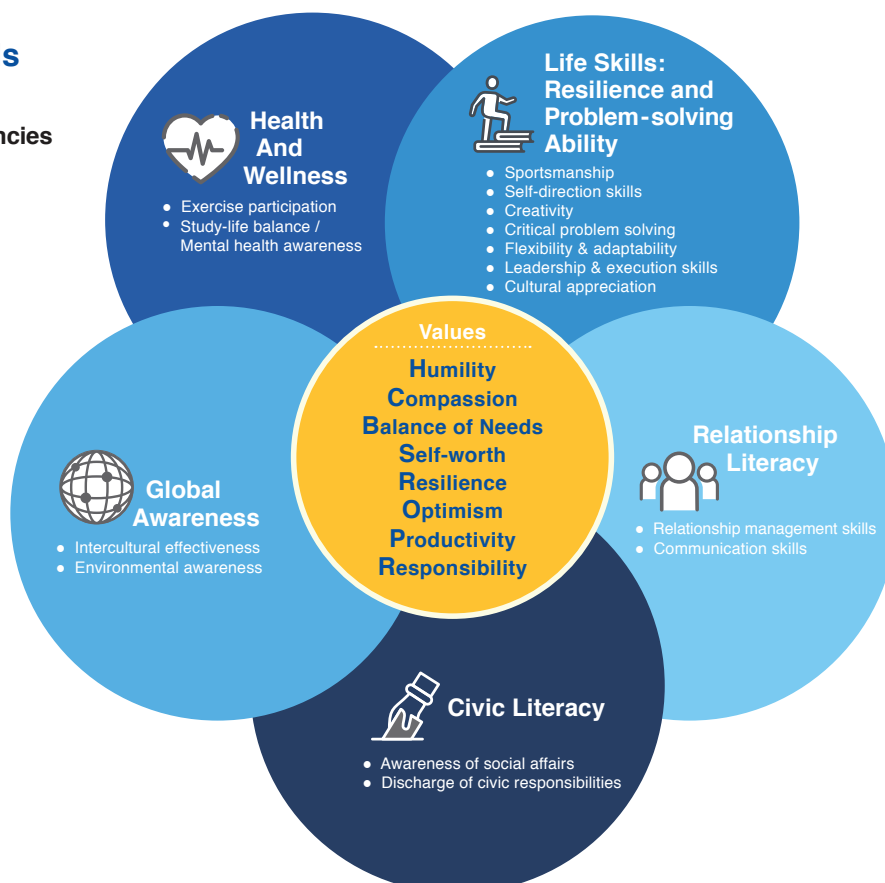 s
ncies
Health
And
Wellness
• Exercise participation
• Study-life balance /
Mental health awareness
Life Skills:
Resilience and
Problem-solving
Ability
• Sportsmanship
• Self-direction skills
• Creativity
• Critical problem solving
• Flexibility & adaptability
• Leadership & execution skills
• Cultural appreciation
Values
Humility
Compassion
Balance of Needs
Self-worth
Resilience
Optimism
Productivity
Responsibility
Relationship
Literacy
• Relationship management skills
• Communication skills
Global
Awareness
• Intercultural effectiveness
• Environmental awareness
Civic Literacy
• Awareness of social affairs
• Discharge of civic responsibilities